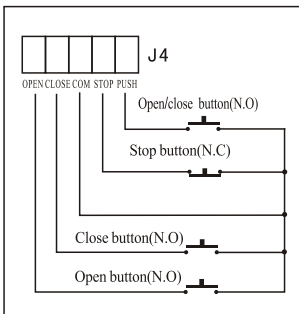 J4
OPEN CLOSE COM STOP PUSH
Open/close button(N.O)
Stop button(N.C)
Close button(N.O)
Open button(N.O)